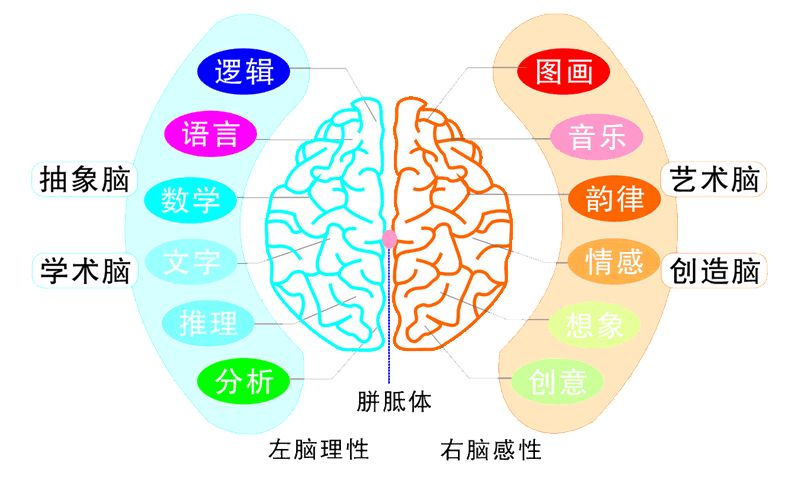 逻辑
语言
数学
文字
推理
分析
抽象脑
学术脑
图画
音乐
韵律
情感
想象
创意
艺术脑
创造脑
胼胝体
左脑理性
右脑感性